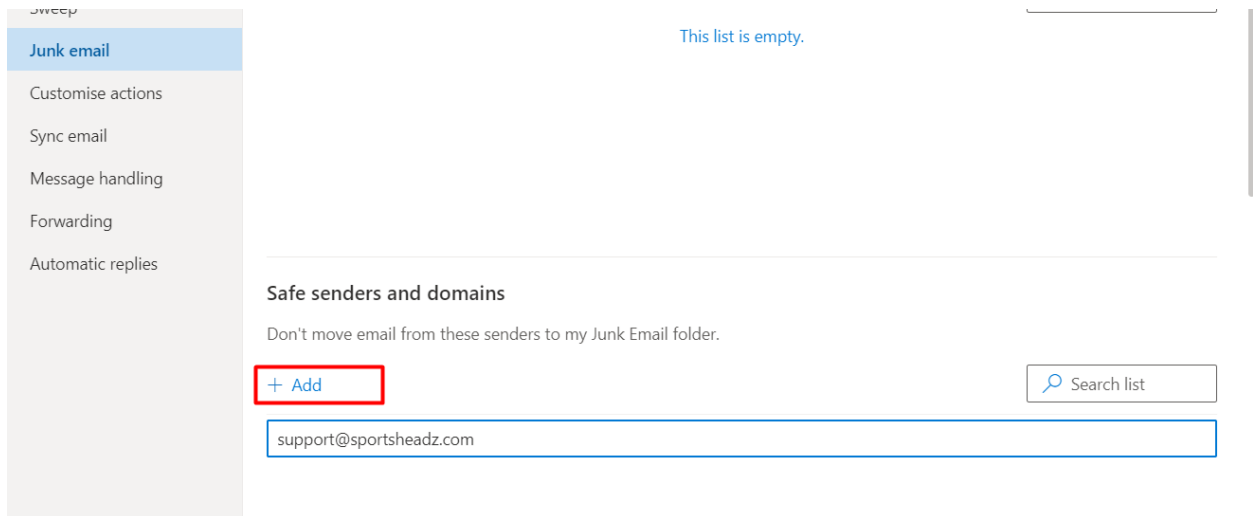 Sweep
Junk email
Customise actions
Sync email
Message handling
Forwarding
Automatic replies
This list is empty.
Safe senders and domains
Don't move email from these senders to my Junk Email folder.
+ Add
Search list
support@sportsheadz.com